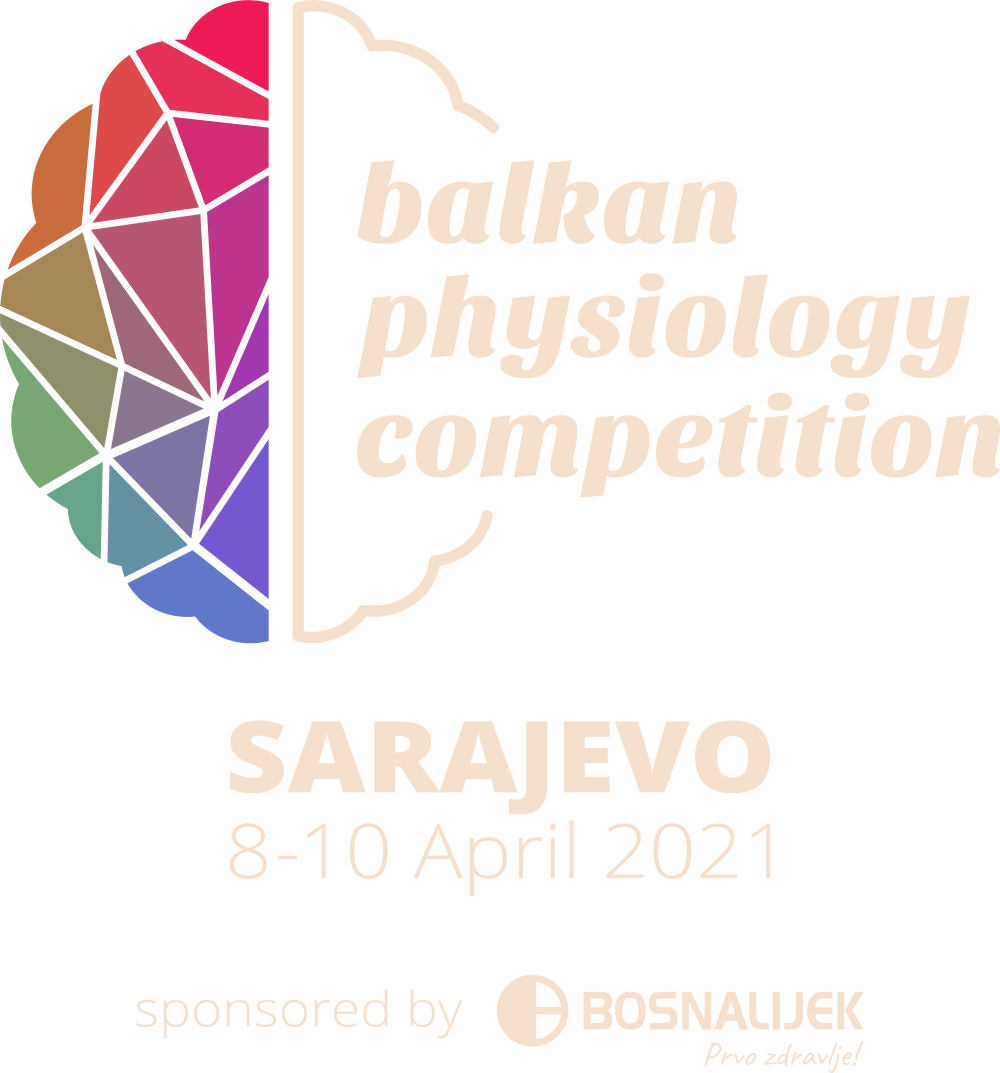 balkan
physiology
competition
SARAJEVO
8-10 April 2021
sponsored by BOSNALIJEK
Prvo zdravlje!